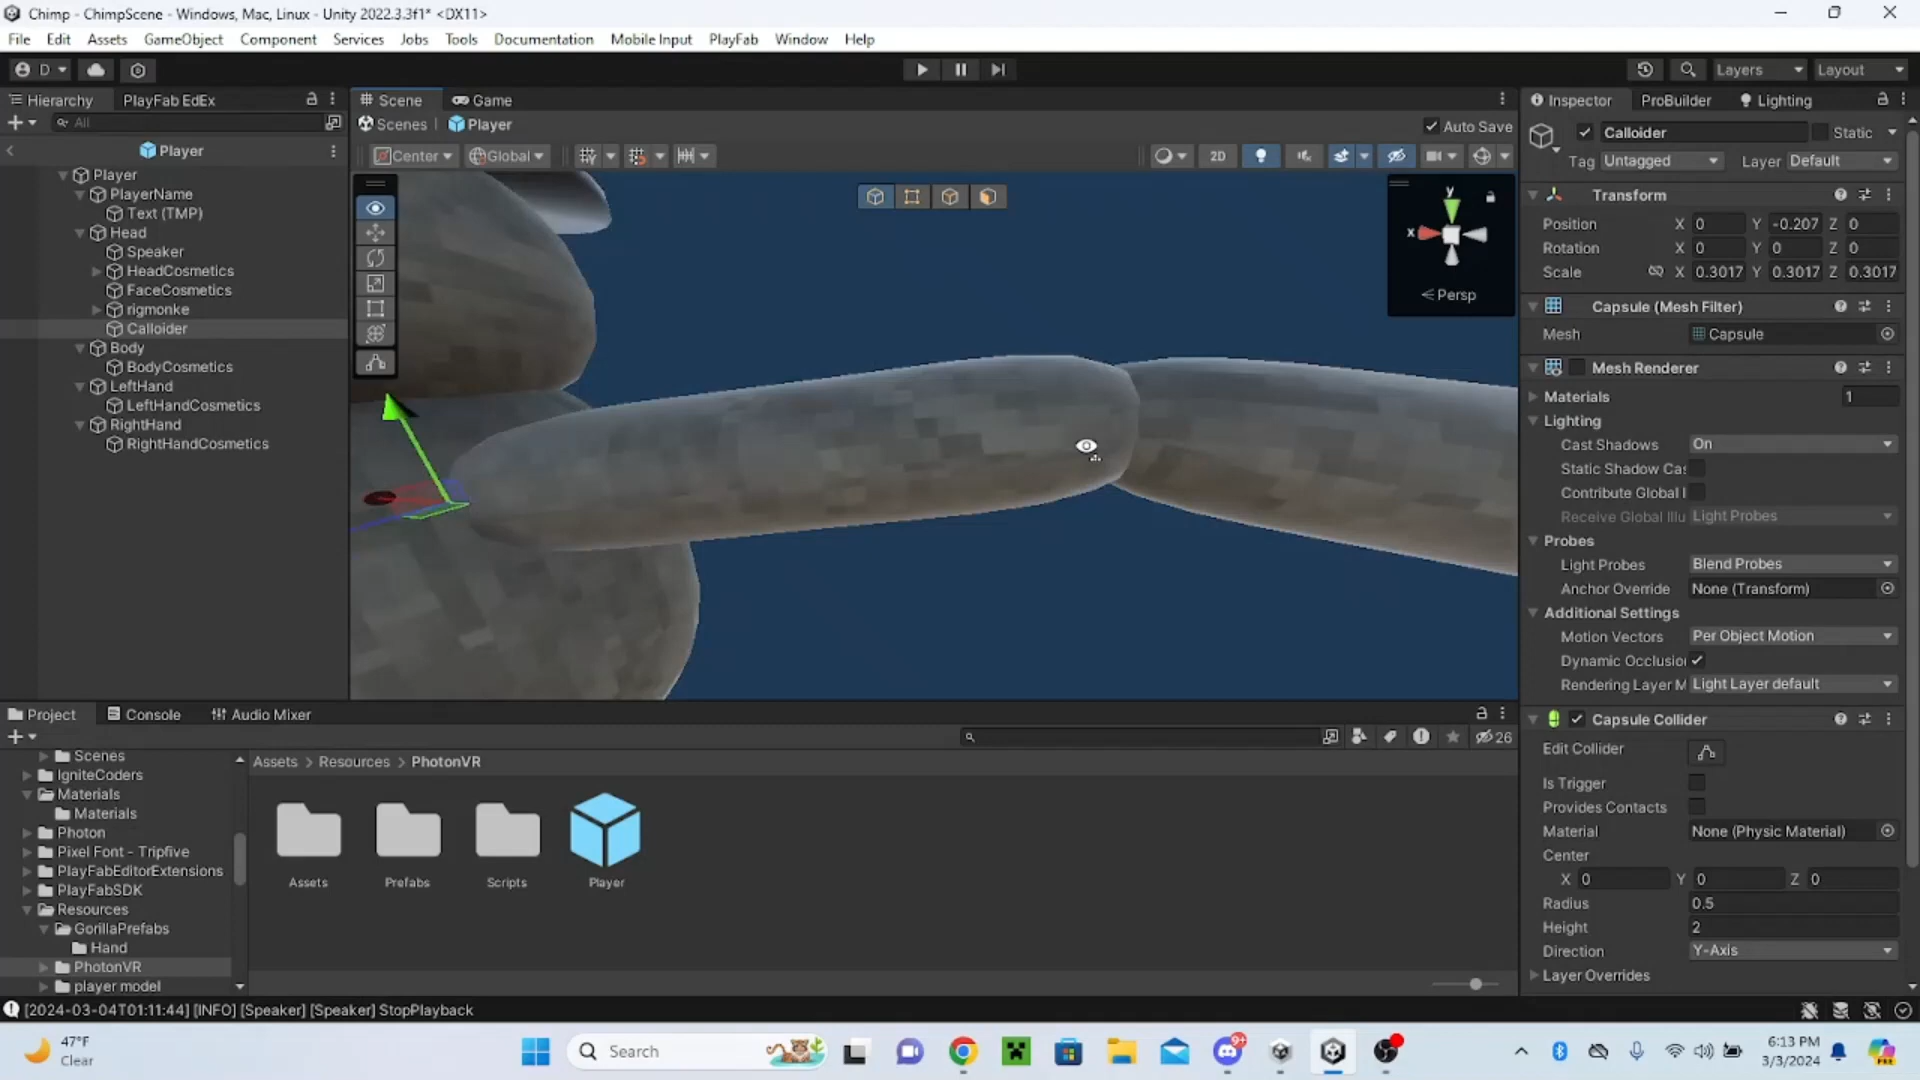 Chimp - ChimpScene - Windows, Mac, Linux - Unity 2022.3.3f1* <DX11>
File Edit Assets GameObject Component Services Jobs Tools Documentation Mobile Input PlayFab Window Help
D Layers Layout
Hierarchy PlayFab EdEx
All
Player
Player
PlayerName
Text (TMP)
Head
Speaker
HeadCosmetics
FaceCosmetics
rigmonke
Calloider
Body
BodyCosmetics
LeftHand
LeftHandCosmetics
RightHand
RightHandCosmetics
Scene Game
Scenes Player Auto Save
Center Global 2D
y
x
Persp
Inspector ProBuilder Lighting
Calloider Static
Tag Untagged Layer Default
Transform
Position X 0 Y -0.207 Z 0
Rotation X 0 Y 0 Z 0
Scale X 0.3017 Y 0.3017 Z 0.3017
Capsule (Mesh Filter)
Mesh Capsule
Mesh Renderer
Materials 1
Lighting
Cast Shadows On
Static Shadow Cas
Contribute Global I
Receive Global Illu Light Probes
Probes
Light Probes Blend Probes
Anchor Override None (Transform)
Additional Settings
Motion Vectors Per Object Motion
Dynamic Occlusio
Rendering Layer M Light Layer default
Capsule Collider
Edit Collider
Is Trigger
Provides Contacts
Material None (Physic Material)
Center
X 0 Y 0 Z 0
Radius 0.5
Height 2
Direction Y-Axis
Layer Overrides
Project Console Audio Mixer
26
Scenes
IgniteCoders
Materials
Materials
Photon
Pixel Font - Tripfive
PlayFabEditorExtensions
PlayFabSDK
Resources
GorillaPrefabs
Hand
PhotonVR
player model
Assets > Resources > PhotonVR
Assets Prefabs Scripts Player
[2024-03-04T01:11:44] [INFO] [Speaker] [Speaker] StopPlayback
47°F
Clear
Search
9+
6:13 PM
3/3/2024
PRE